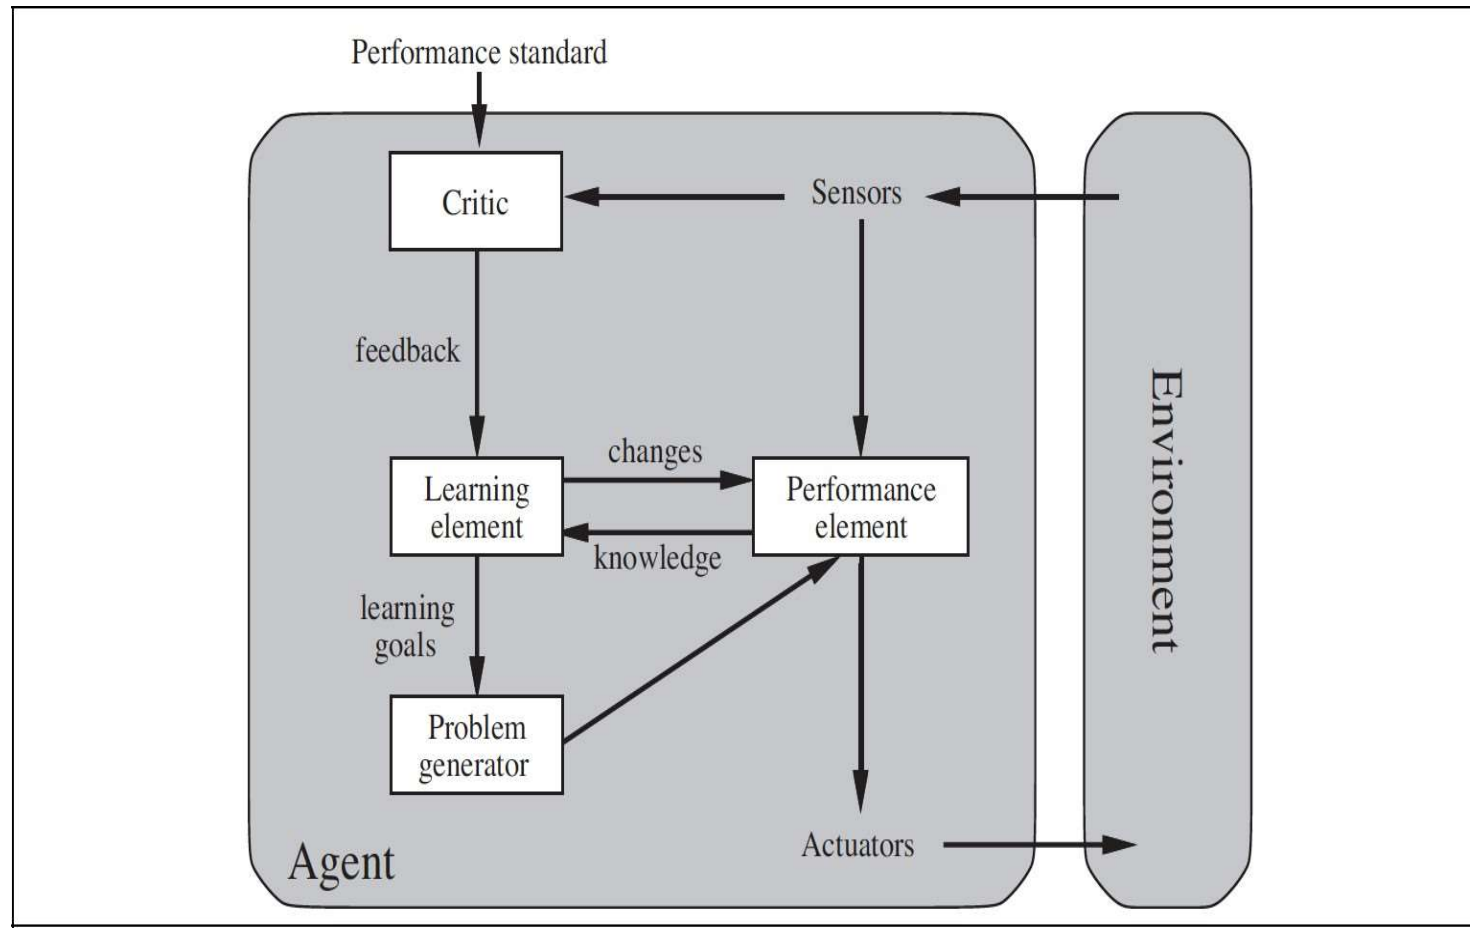 Performance standard
Critic
Sensors
feedback
changes
Learning
element
Performance
element
knowledge
learning
goals
Problem
generator
Actuators
Agent
Environment